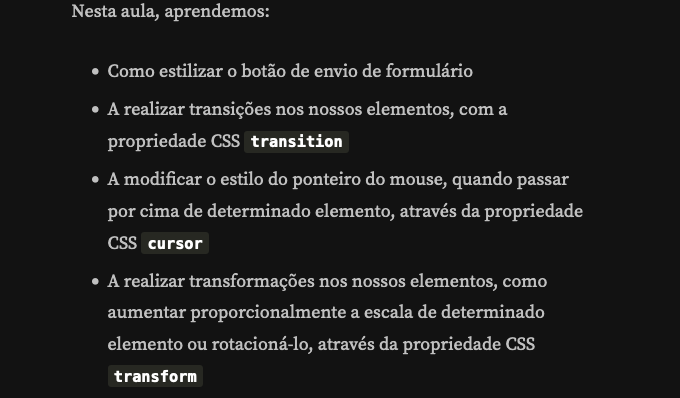 Nesta aula, aprendemos:
• Como estilizar o botão de envio de formulário
• A realizar transições nos nossos elementos, com a
propriedade CSS transition
• A modificar o estilo do ponteiro do mouse, quando passar
por cima de determinado elemento, através da propriedade
CSS cursor
• A realizar transformações nos nossos elementos, como
aumentar proporcionalmente a escala de determinado
elemento ou rotacioná-lo, através da propriedade CSS
transform